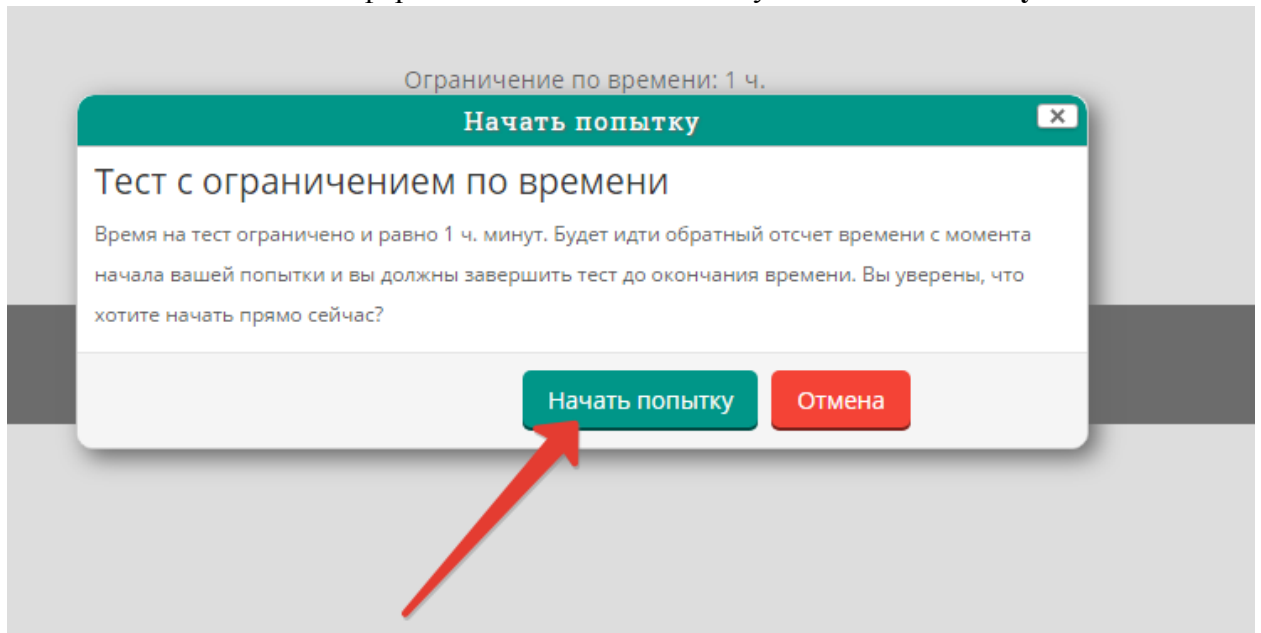 Ограничение по времени: 1 ч.
Начать попытку
Тест с ограничением по времени
Время на тест ограничено и равно 1 ч. минут. Будет идти обратный отсчет времени с момента
начала вашей попытки и вы должны завершить тест до окончания времени. Вы уверены, что
хотите начать прямо сейчас?
Начать попытку Отмена